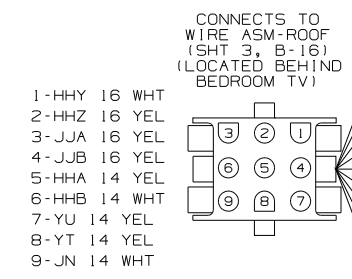 CONNECTS TO
WIRE ASM-ROOF
(SHT 3, B-16)
(LOCATED BEHIND
BEDROOM TV)
1-HHY 16 WHT
2-HHZ 16 YEL
3-JJA 16 YEL
4-JJB 16 YEL
5-HHA 14 YEL
6-HHB 14 WHT
7-YU 14 YEL
8-YT 14 YEL
9-JN 14 WHT
3 2 1
6 5 4
9 8 7